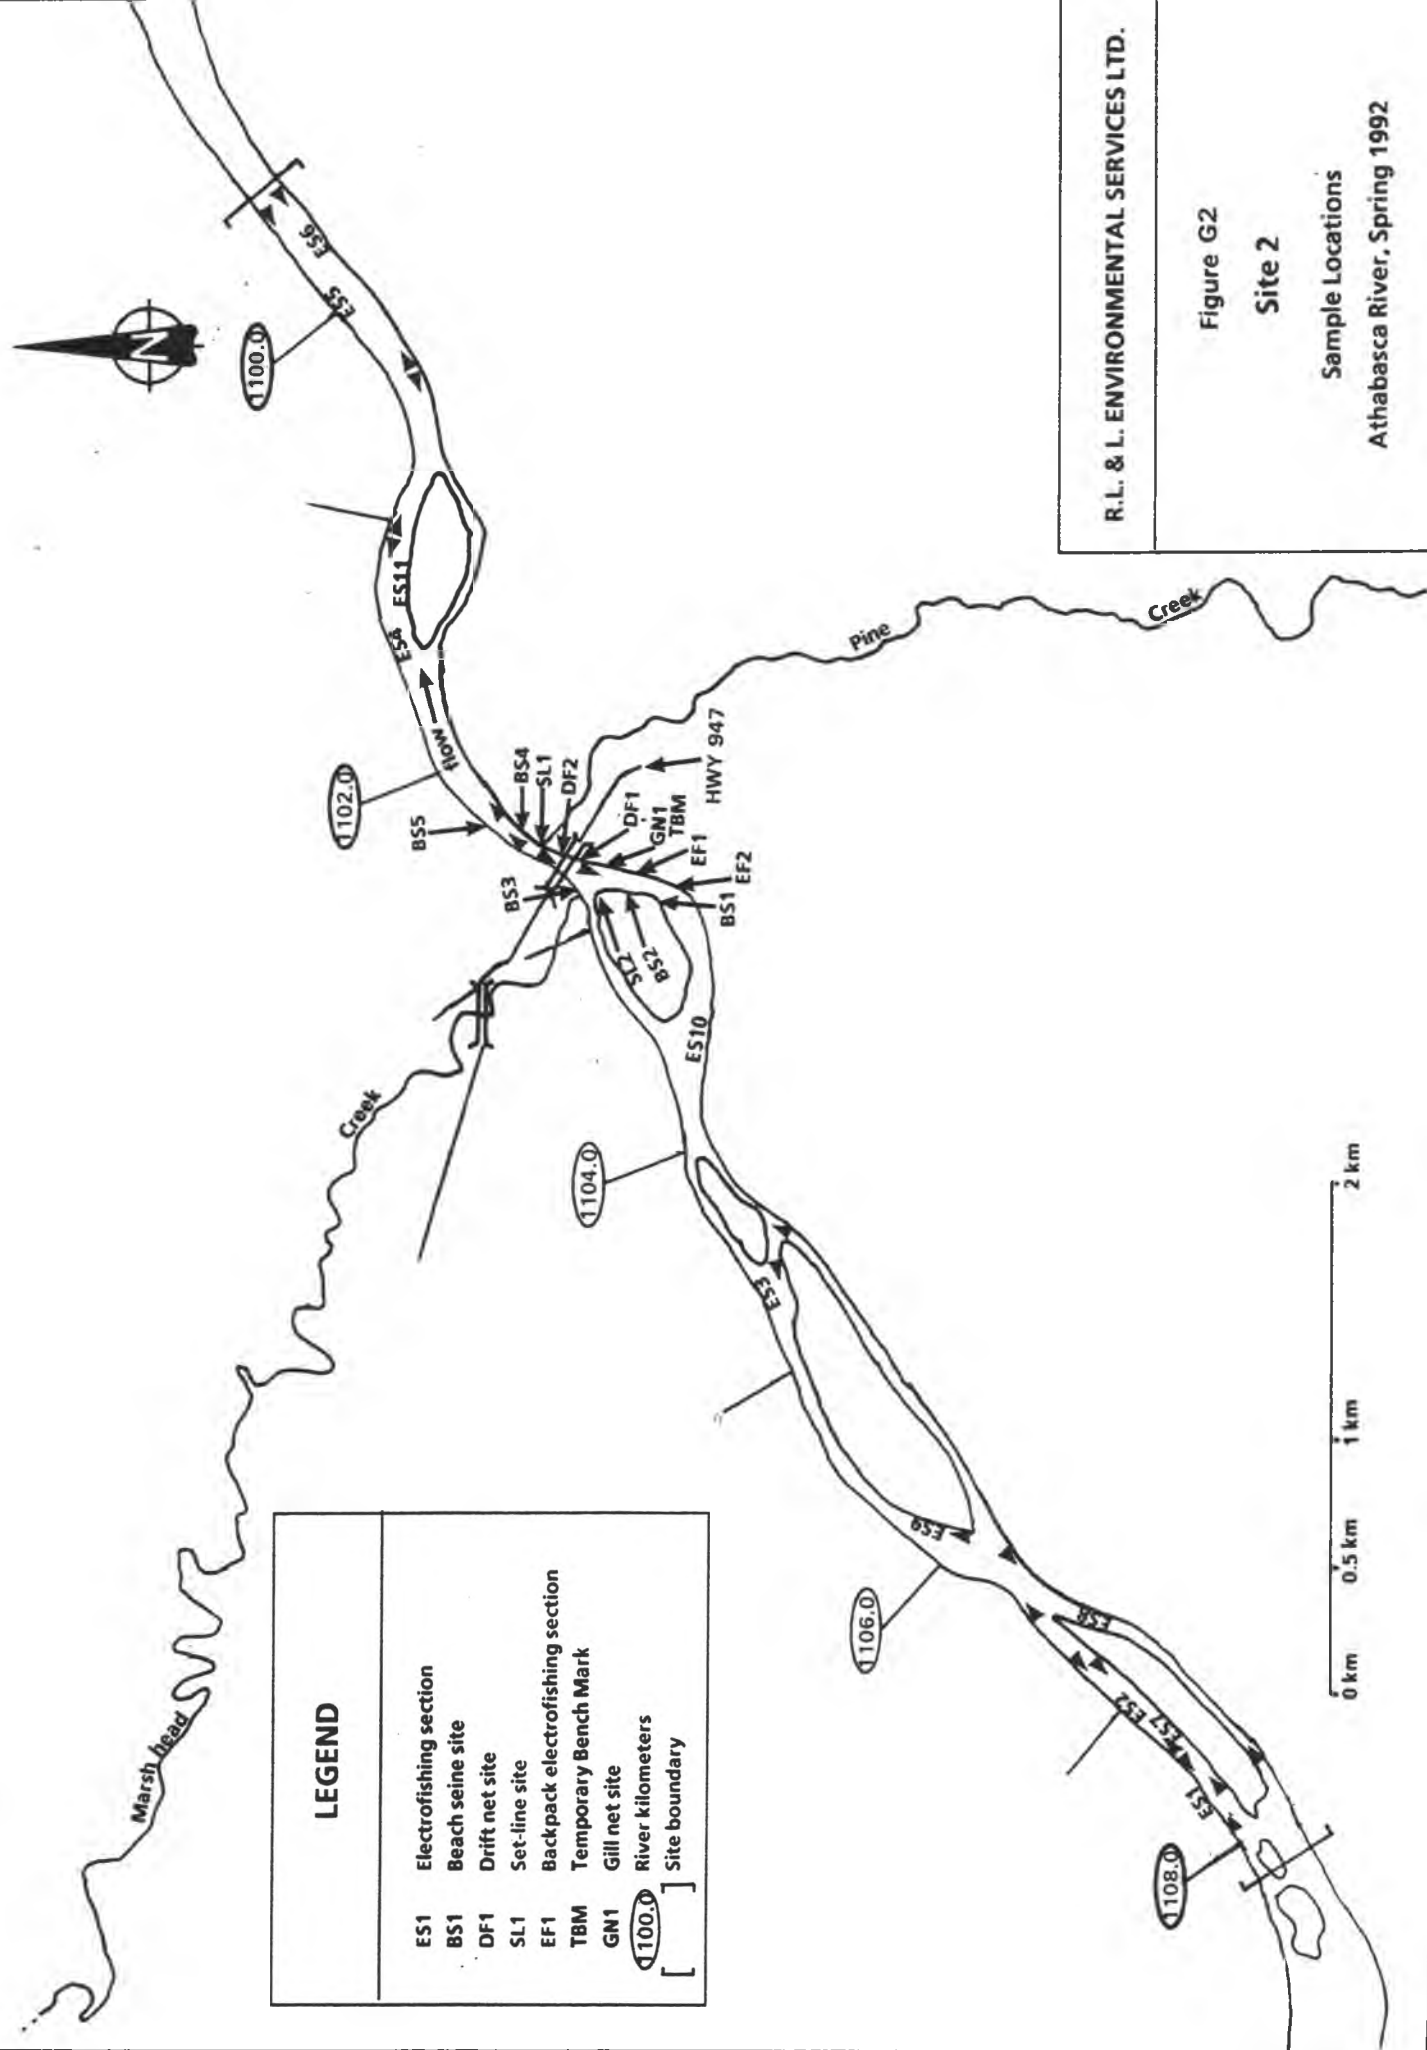 R.L. & L. ENVIRONMENTAL SERVICES LTD.
Figure G2
Site 2
Sample Locations
Athabasca River, Spring 1992
LEGEND
ES1 Electrofishing section
BS1 Beach seine site
DF1 Drift net site
SL1 Set-line site
EF1 Backpack electrofishing section
TBM Temporary Bench Mark
GN1 Gill net site
1100.0 River kilometers
[ ] Site boundary
N
1100.0
ES5
ES6
ES11
ES4
flow
1102.0
BS5
BS4
SL1
DF2
HWY 947
DF1
GN1
TBM
EF1
EF2
BS1
BS3
SL2
BS2
ES10
Pine
Creek
Marsh head
Creek
1104.0
ES3
ES9
1106.0
ES8
ES2
ES7
ES1
1108.0
0 km
0.5 km
1 km
2 km